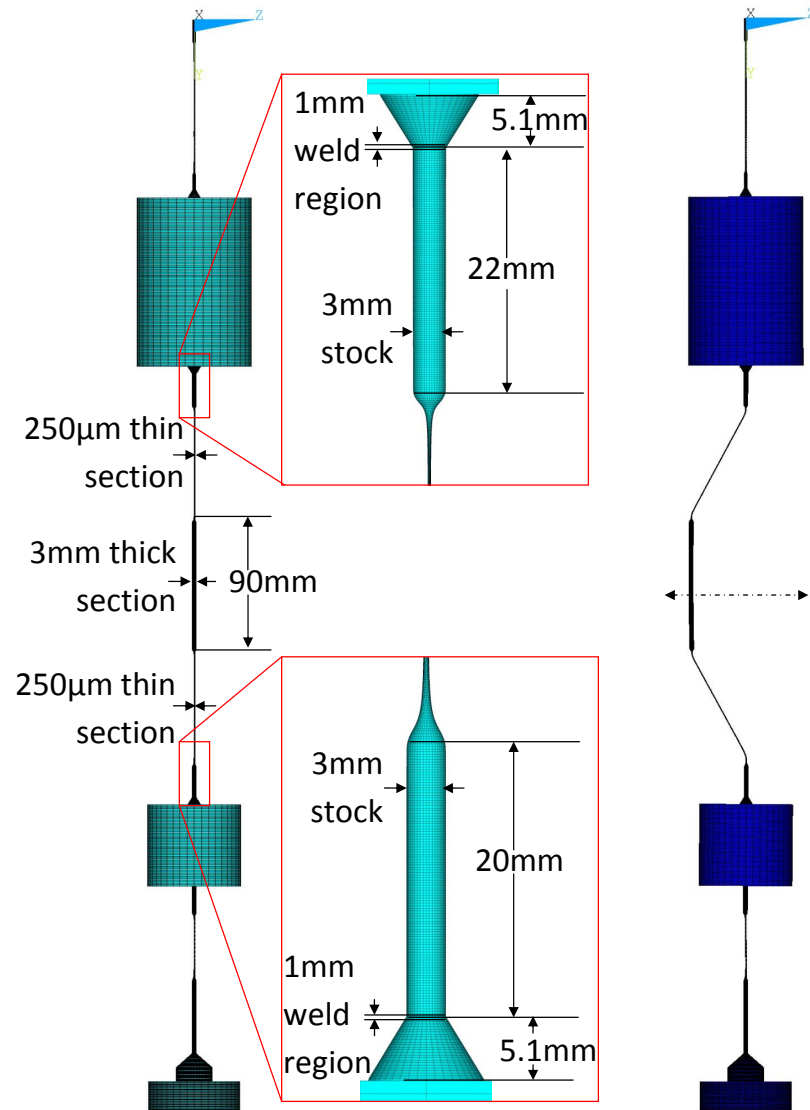 X
Z
Y
1mm
weld
region
5.1mm
22mm
3mm
stock
250µm thin
section
3mm thick
section
90mm
250µm thin
section
3mm
stock
20mm
1mm
weld
region
5.1mm
X
Z
Y